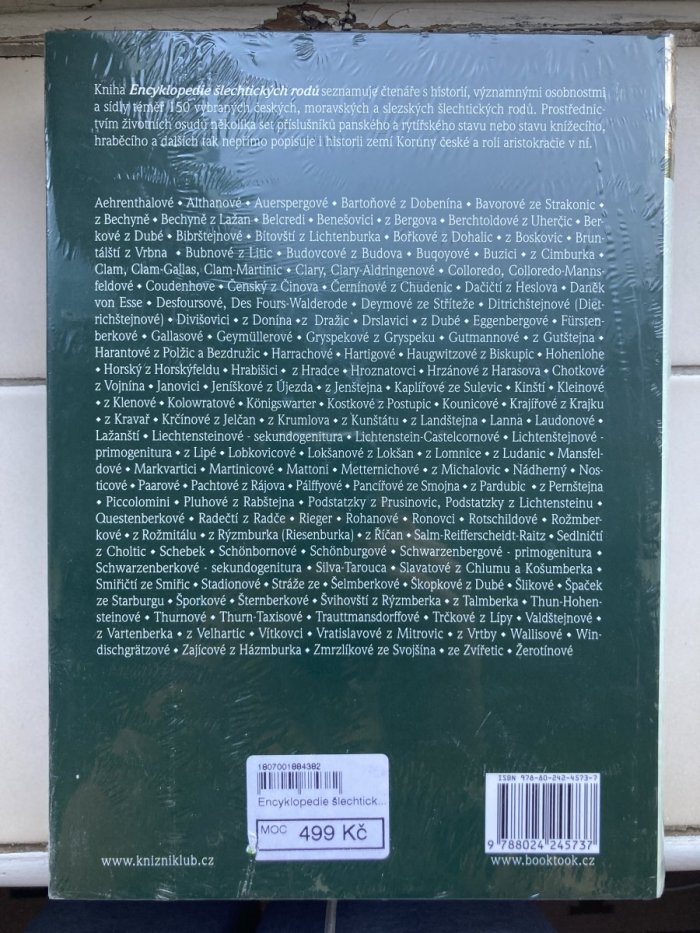 Kniha Encyklopedie šlechtických rodů seznamuje čtenáře s historií, významnými osobnostmi
a sídly téměř 150 vybraných českých, moravských a slezských šlechtických rodů. Prostřednic-
tvím životních osudů několika set příslušníků panského a rytířského stavu nebo stavu knížecího,
hraběcího a dalších tak nepřímo popisuje i historii zemí Koruny české a roli aristokracie v ní.
Aehrenthalové • Althanové • Auerspergové • Bartoňové z Dobenína • Bavorové ze Strakonic •
z Bechyně • Bechyně z Lažan • Belcredi • Benešovici • z Bergova • Berchtoldové z Uherčic • Ber-
kové z Dubé • Bibrštejnové • Bítovští z Lichtenburka • Bořkové z Dohalic • z Boskovic • Brun-
tálští z Vrbna • Bubnové z Litic • Budovcové z Budova • Buqoyové • Buzici • z Cimburka •
Clam, Clam-Gallas, Clam-Martinic • Clary, Clary-Aldringenové • Colloredo, Colloredo-Manns-
feldové • Coudenhove • Čenský z Činova • Černínové z Chudenic • Dačičtí z Heslova • Daněk
von Esse • Desfoursové, Des Fours-Walderode • Deymové ze Stříteže • Ditrichštejnové (Diet-
richštejnové) • Divišovici • z Donína • z Dražic • Drslavici • z Dubé • Eggenbergové • Fürsten-
berkové • Gallasové • Geymüllerové • Gryspekové z Gryspeku • Gutmannové • z Gutštejna •
Harantové z Polžic a Bezdružic • Harrachové • Hartigové • Haugwitzové z Biskupic • Hohenlohe
• Horský z Horskýfeldu • Hrabišici • z Hradce • Hroznatovci • Hrzánové z Harasova • Chotkové
z Vojnína • Janovici • Jeníškové z Újezda • z Jenštejna • Kaplířové ze Sulevic • Kinští • Kleinové
• z Klenové • Kolowratové • Königswarter • Kostkové z Postupic • Kounicové • Krajířové z Krajku
• z Kravař • Krčínové z Jelčan • z Krumlova • z Kunštátu • z Landštejna • Lanna • Laudonové •
Lažanští • Liechtensteinové - sekundogenitura • Lichtenstein-Castelcornové • Lichtenštejnové -
primogenitura • z Lipé • Lobkovicové • Lokšanové z Lokšan • z Lomnice • z Ludanic • Mansfel-
dové • Markvartici • Martinicové • Mattoni • Metternichové • z Michalovic • Nádherný • Nos-
ticové • Paarové • Pachtové z Rájova • Pálffyové • Pancířové ze Smojna • z Pardubic • z Pernštejna
• Piccolomini • Pluhové z Rabštejna • Podstatzky z Prusinovic, Podstatzky z Lichtensteinu •
Questenberkové • Radečtí z Radče • Rieger • Rohanové • Ronovci • Rotschildové • Rožmber-
kové • z Rožmitálu • z Rýzmburka (Riesenburka) • z Říčan • Salm-Reifferscheidt-Raitz • Sedlničtí
z Choltic • Schebek • Schönbornové • Schönburgové • Schwarzenbergové - primogenitura •
Schwarzenberkové - sekundogenitura • Silva-Tarouca • Slavatové z Chlumu a Košumberka •
Smiřičtí ze Smiřic • Stadionové • Stráže ze • Šelmberkové • Škopkové z Dubé • Šlikové • Špaček
ze Starburgu • Šporkové • Šternberkové • Švihovští z Rýzmberka • z Talmberka • Thun-Hohen-
steinové • Thurnové • Thurn-Taxisové • Trauttmansdorffové • Trčkové z Lípy • Valdštejnové •
z Vartenberka • z Velhartic • Vítkovci • Vratislavové z Mitrovic • z Vrtby • Wallisové • Win-
dischgrätzové • Zajícové z Házmburka • Zmrzlíkové ze Svojšína • ze Zvířetic • Žerotínové
1807001884382
Encyklopedie šlechtick...
MOC 499 Kč
ISBN 978-80-242-4573-7
9 788024 245737
www.knizniklub.cz
www.booktook.cz